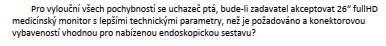 Pro vylouční všech pochybností se uchazeč ptá, bude-li zadavatel akceptovat 26“ fullHD
medicínský monitor s lepšími technickými parametry, než je požadováno a konektorovou
vybaveností vhodnou pro nabízenou endoskopickou sestavu?